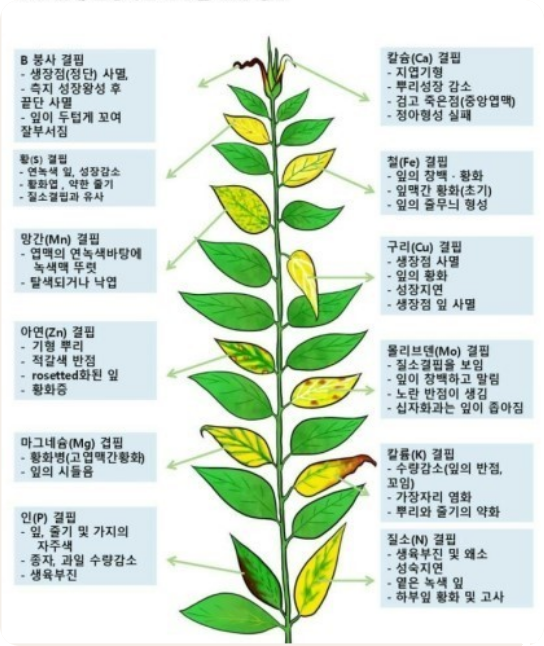 B 붕사 결핍
- 생장점(정단) 사멸,
- 측지 성장왕성 후
끝단 사멸
- 잎이 두텁게 꼬여
잘부서짐
황(S) 결핍
- 연녹색 잎, 성장감소
- 황화엽, 약한 줄기
- 질소결핍과 유사
망간(Mn) 결핍
- 엽맥의 연녹색바탕에
녹색맥 뚜렷
- 탈색되거나 낙엽
아연(Zn) 결핍
- 기형 뿌리
- 적갈색 반점
- rosetted화된 잎
- 황화증
마그네슘(Mg) 겹핍
- 황화병(고엽맥간황화)
- 잎의 시들음
인(P) 결핍
- 잎, 줄기 및 가지의
자주색
- 종자, 과일 수량감소
- 생육부진
칼슘(Ca) 결핍
- 지엽기형
- 뿌리성장 감소
- 검고 죽은점(중앙엽맥)
- 정아형성 실패
철(Fe) 결핍
- 잎의 창백 · 황화
- 잎맥간 황화(초기)
- 잎의 줄무늬 형성
구리(Cu) 결핍
- 생장점 사멸
- 잎의 황화
- 성장지연
- 생장점 잎 사멸
몰리브덴(Mo) 결핍
- 질소결핍을 보임
- 잎이 창백하고 말림
- 노란 반점이 생김
- 십자화과는 잎이 좁아짐
칼륨(K) 결핍
- 수량감소(잎의 반점,
꼬임)
- 가장자리 염화
- 뿌리와 줄기의 약화
질소(N) 결핍
- 생육부진 및 왜소
- 성숙지연
- 옅은 녹색 잎
- 하부잎 황화 및 고사